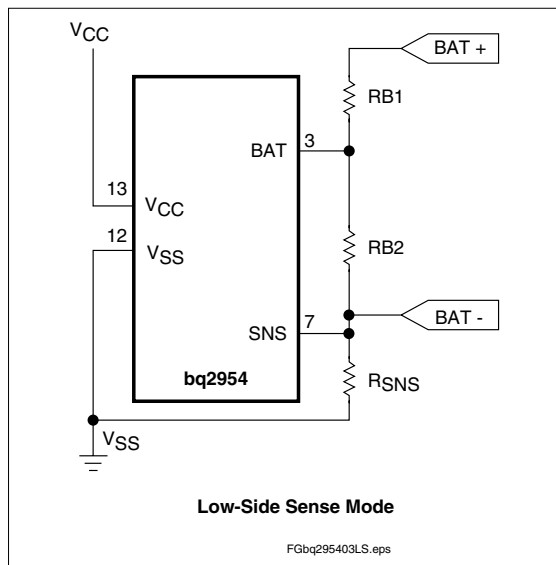 VCC
BAT +
RB1
3
BAT
13
VCC
12
VSS
RB2
7
SNS
BAT -
bq2954
RSNS
VSS
Low-Side Sense Mode
FGbq295403LS.eps